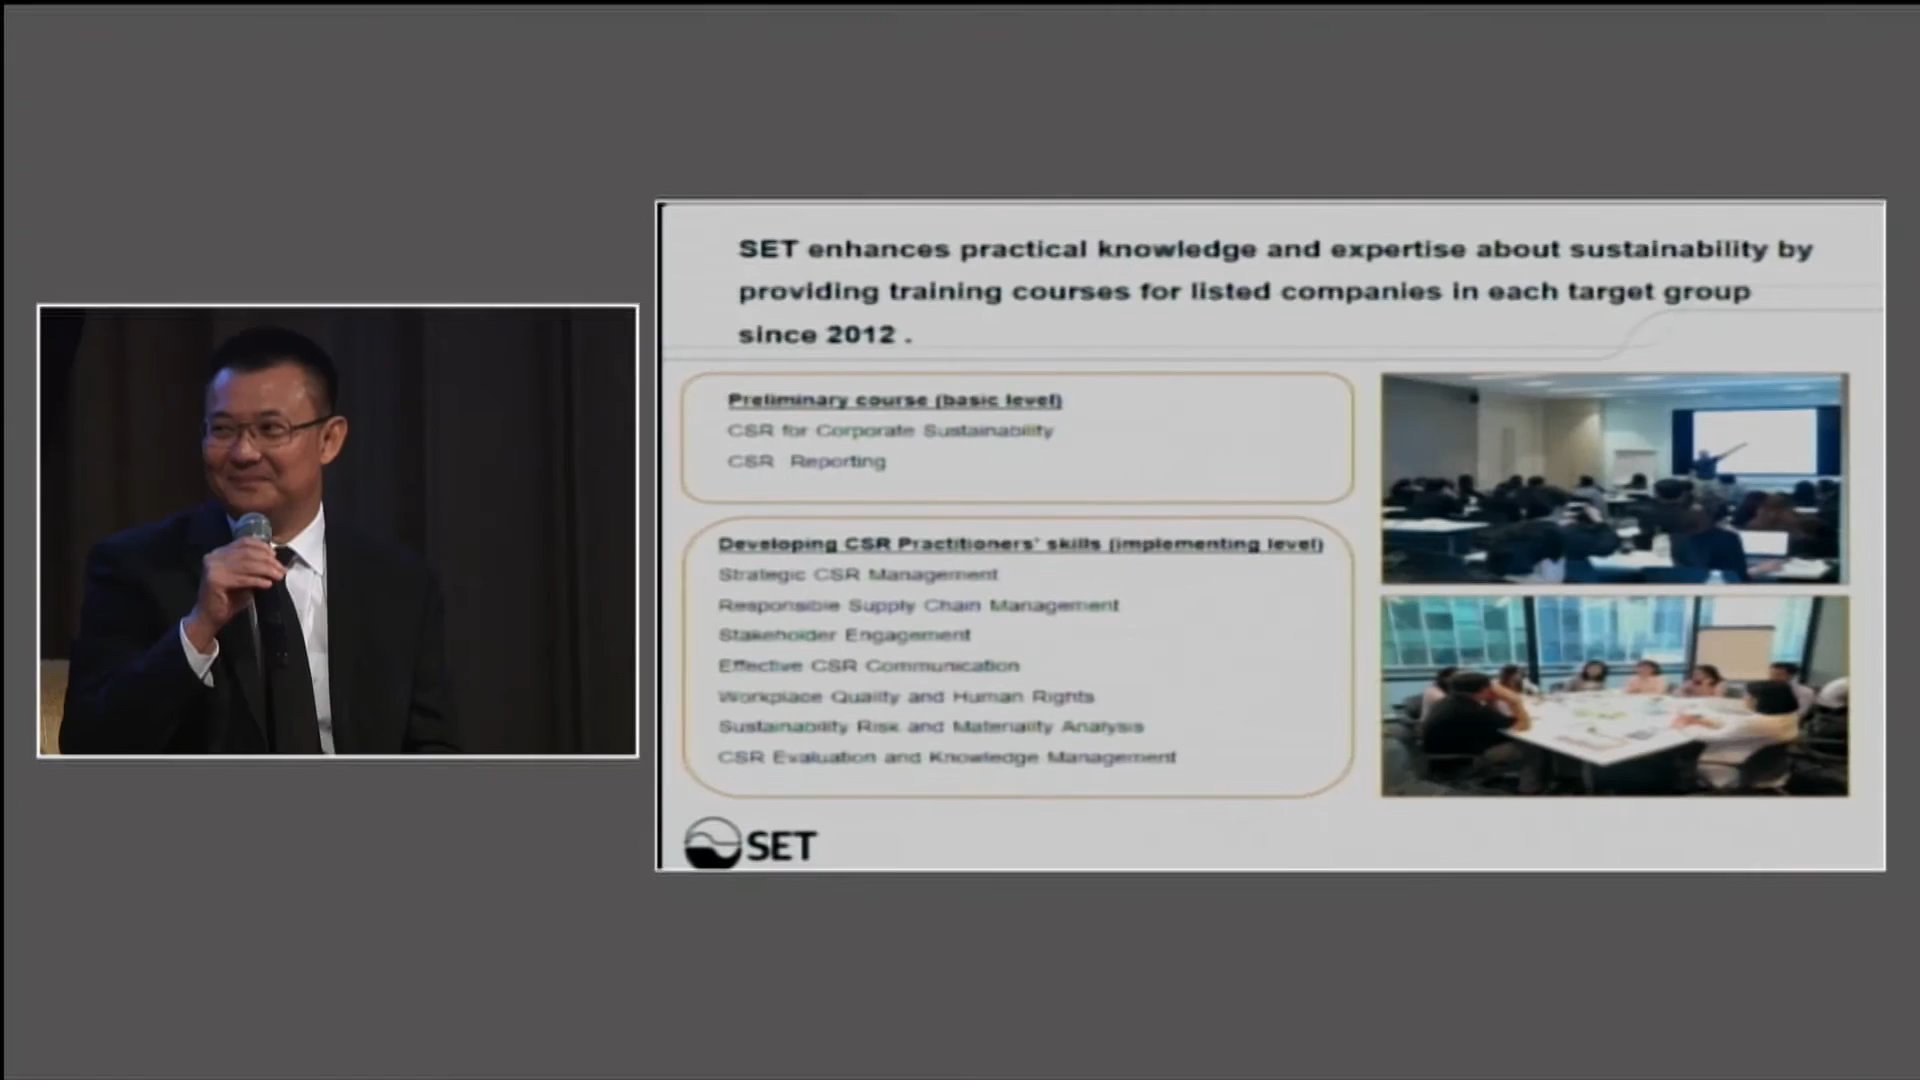 SET enhances practical knowledge and expertise about sustainability by
providing training courses for listed companies in each target group
since 2012 .
Preliminary course (basic level)
CSR for Corporate Sustainability
CSR Reporting
Developing CSR Practitioners' skills (implementing level)
Strategic CSR Management
Responsible Supply Chain Management
Stakeholder Engagement
Effective CSR Communication
Workplace Quality and Human Rights
Sustainability Risk and Materiality Analysis
CSR Evaluation and Knowledge Management
SET